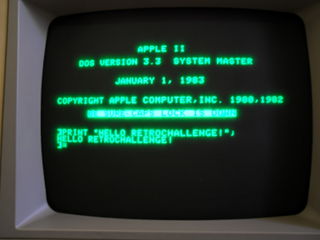 APPLE II
DOS VERSION 3.3 SYSTEM MASTER
JANUARY 1, 1983
COPYRIGHT APPLE COMPUTER,INC. 1980,1982
BE SURE CAPS LOCK IS DOWN
]PRINT "HELLO RETROCHALLENGE!";
HELLO RETROCHALLENGE!
]